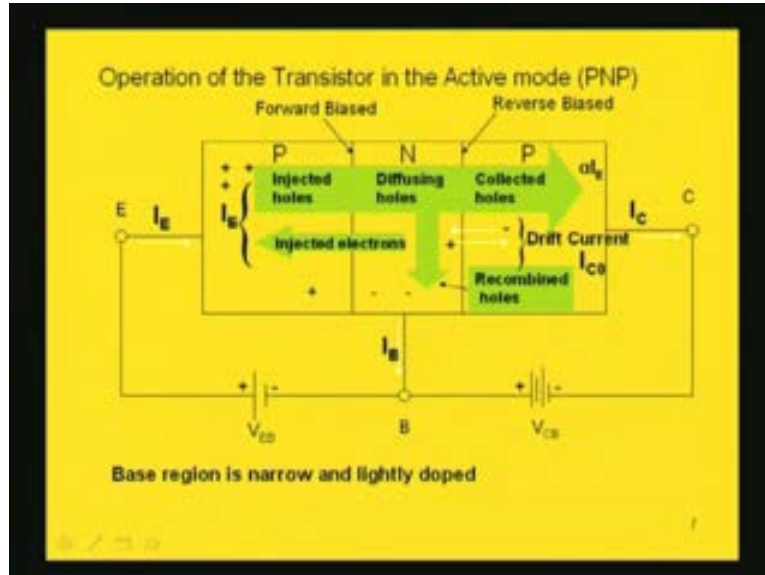 Operation of the Transistor in the Active mode (PNP)
Forward Biased
Reverse Biased
P N P
+ +
+
Injected holes
Diffusing holes
Collected holes
αI_E
E
I_E
I_E
I_C
C
Injected electrons
+
-
Drift Current
I_C0
Recombined holes
+ - -
I_B
+ -
+ -
V_EB
B
V_CB
Base region is narrow and lightly doped